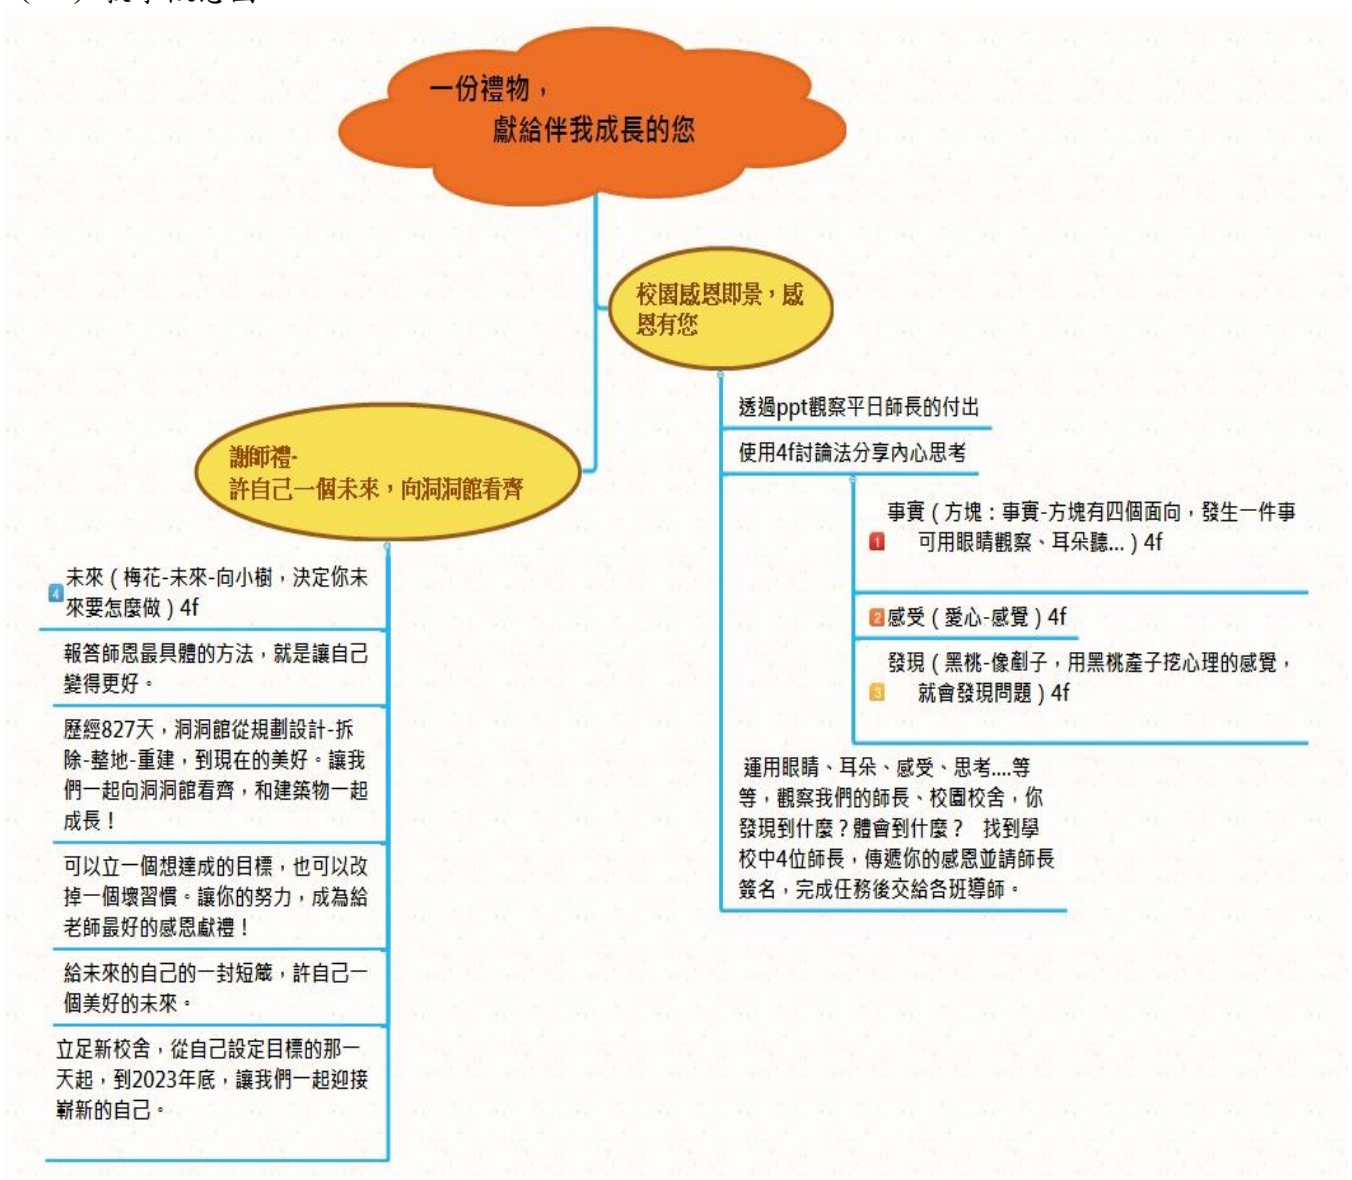 一份禮物，
獻給伴我成長的您
校園感恩即景，感
恩有您
透過ppt觀察平日師長的付出
使用4f討論法分享內心思考
事實（方塊：事實-方塊有四個面向，發生一件事
1 可用眼睛觀察、耳朵聽...）4f
2 感受（愛心-感覺）4f
發現（黑桃-像剷子，用黑桃產子挖心理的感覺，
3 就會發現問題）4f
運用眼睛、耳朵、感受、思考....等
等，觀察我們的師長、校園校舍，你
發現到什麼？體會到什麼？ 找到學
校中4位師長，傳遞你的感恩並請師長
簽名，完成任務後交給各班導師。
謝師禮-
許自己一個未來，向洞洞館看齊
4 未來（梅花-未來-向小樹，決定你未
來要怎麼做）4f
報答師恩最具體的方法，就是讓自己
變得更好。
歷經827天，洞洞館從規劃設計-拆
除-整地-重建，到現在的美好。讓我
們一起向洞洞館看齊，和建築物一起
成長！
可以立一個想達成的目標，也可以改
掉一個壞習慣。讓你的努力，成為給
老師最好的感恩獻禮！
給未來的自己的一封短箴，許自己一
個美好的未來。
立足新校舍，從自己設定目標的那一
天起，到2023年底，讓我們一起迎接
嶄新的自己。